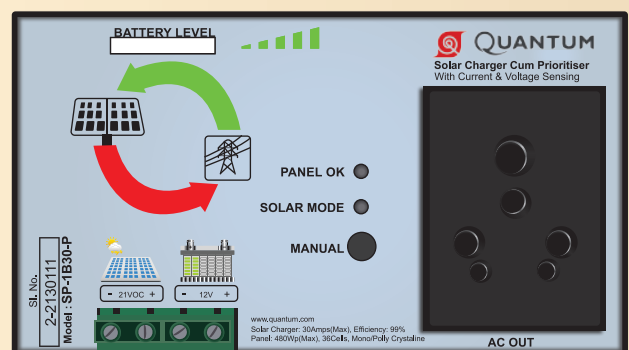 BATTERY LEVEL
QUANTUM
Solar Charger Cum Prioritiser
With Current & Voltage Sensing
PANEL OK
SOLAR MODE
MANUAL
Sl. No.
2-2130111
Model : SP-1B30-P
- 21VOC +
- 12V +
www.quantum.com
Solar Charger: 30Amps(Max), Efficiency: 99%
Panel: 480Wp(Max), 36Cells, Mono/Polly Crystaline
AC OUT